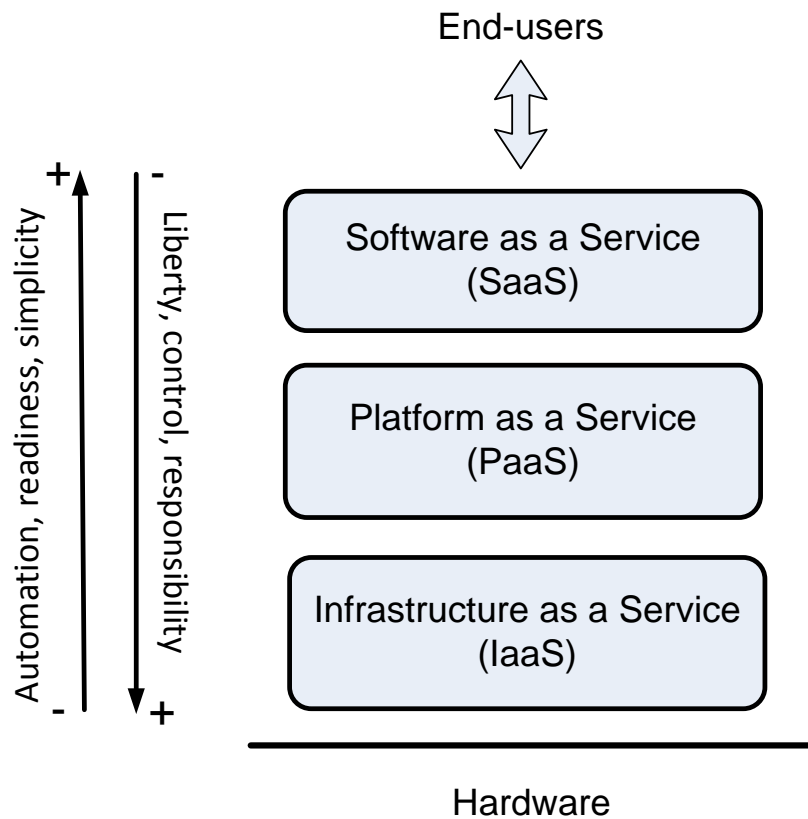 End-users
+
-
Automation, readiness, simplicity
Liberty, control, responsibility
-
+
Software as a Service
(SaaS)
Platform as a Service
(PaaS)
Infrastructure as a Service
(IaaS)
Hardware